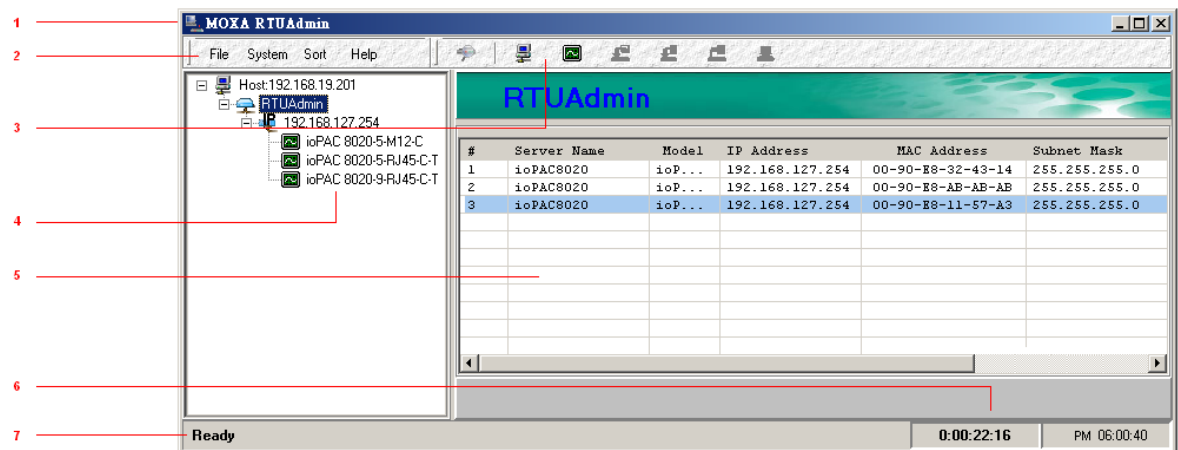 1
MOXA RTUAdmin
2
File System Sort Help
3
Host:192.168.19.201
RTUAdmin
IP 192.168.127.254
ioPAC 8020-5-M12-C
ioPAC 8020-5-RJ45-C-T
ioPAC 8020-9-RJ45-C-T
4
RTUAdmin
# Server Name Model IP Address MAC Address Subnet Mask
1 ioPAC8020 ioP... 192.168.127.254 00-90-E8-32-43-14 255.255.255.0
2 ioPAC8020 ioP... 192.168.127.254 00-90-E8-AB-AB-AB 255.255.255.0
3 ioPAC8020 ioP... 192.168.127.254 00-90-E8-11-57-A3 255.255.255.0
5
6
7
Ready 0:00:22:16 PM 06:00:40